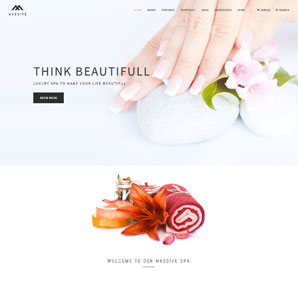 MASSIVE
HOME PAGES FEATURES PORTFOLIO BLOG SHORTCODES SHOP
THINK BEAUTIFULL
LUXURY SPA TO MAKE YOUR LIFE BEAUTIFUL
KNOW MORE
WELCOME TO OUR MASSIVE SPA